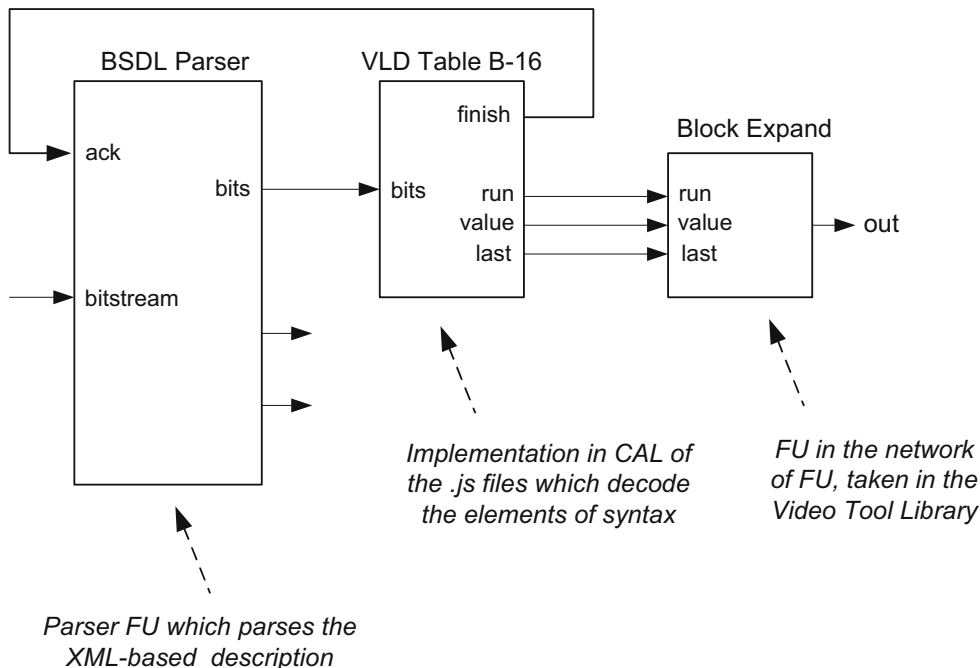 BSDL Parser
VLD Table B-16
Block Expand
ack
bits
bitstream
finish
bits
run
value
last
run
value
last
out
Implementation in CAL of
the .js files which decode
the elements of syntax
FU in the network
of FU, taken in the
Video Tool Library
Parser FU which parses the
XML-based description